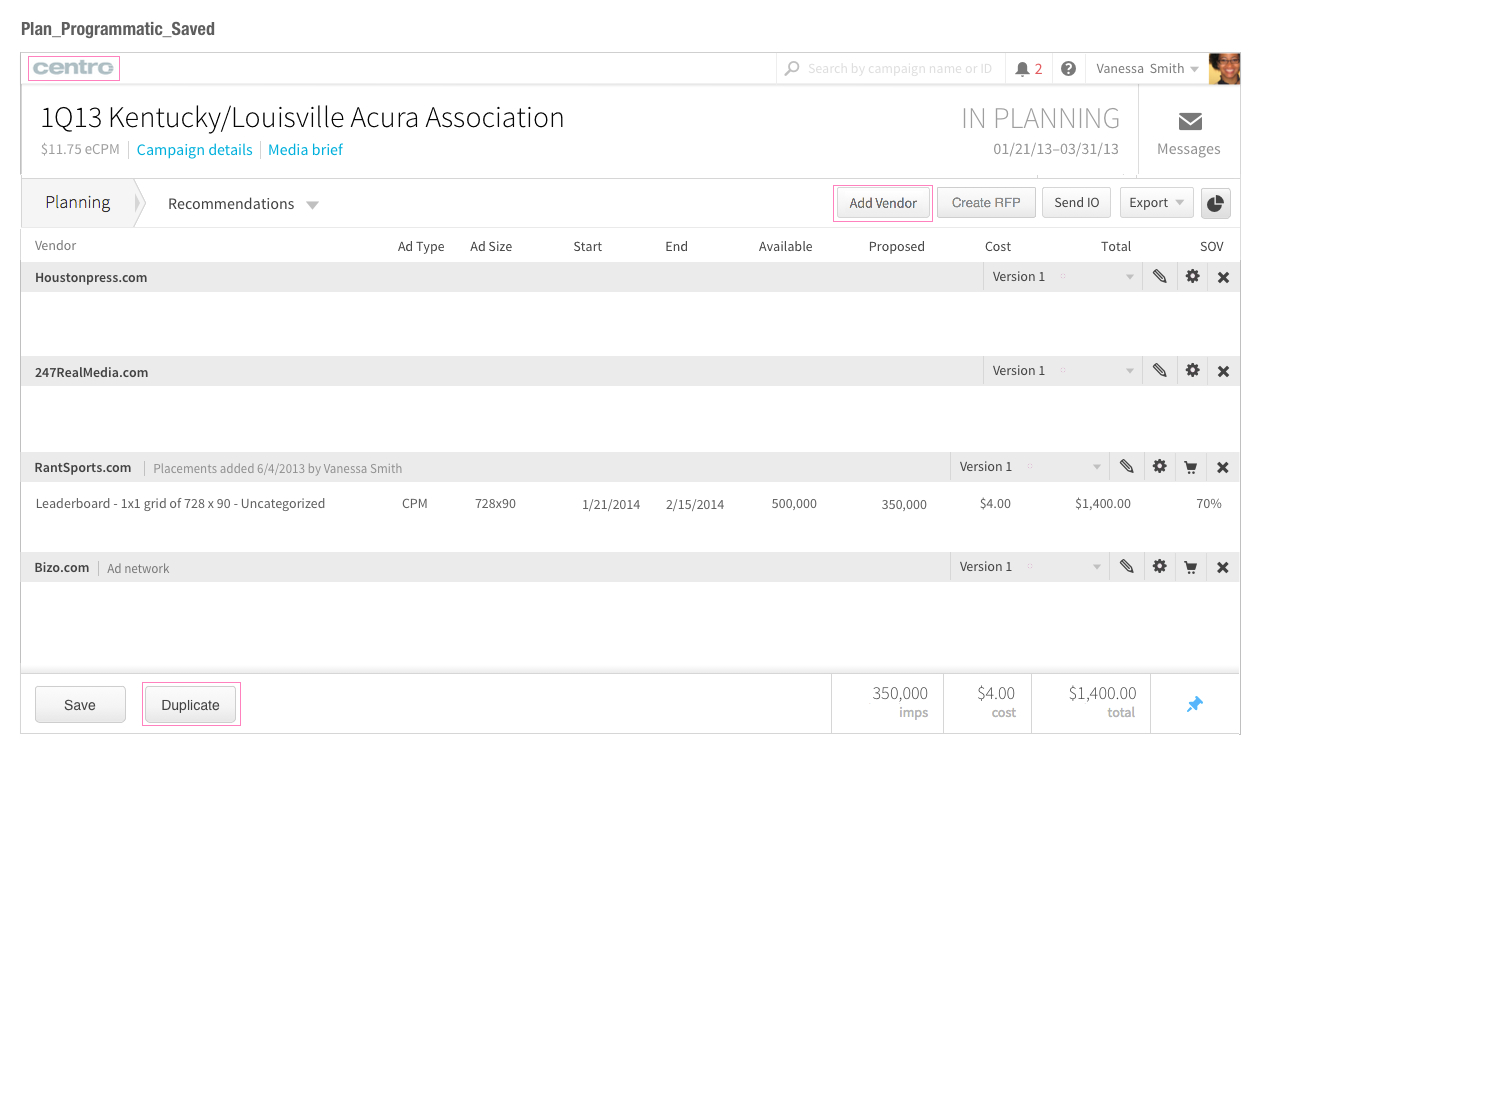 Plan_Programmatic_Saved
centro
Search by campaign name or ID
2
?
Vanessa Smith
1Q13 Kentucky/Louisville Acura Association
IN PLANNING
$11.75 eCPM
Campaign details
Media brief
01/21/13–03/31/13
Messages
Planning
Recommendations
Add Vendor
Create RFP
Send IO
Export
Vendor
Ad Type
Ad Size
Start
End
Available
Proposed
Cost
Total
SOV
Houstonpress.com
Version 1
247RealMedia.com
Version 1
RantSports.com
Placements added 6/4/2013 by Vanessa Smith
Version 1
Leaderboard - 1x1 grid of 728 x 90 - Uncategorized
CPM
728x90
1/21/2014
2/15/2014
500,000
350,000
$4.00
$1,400.00
70%
Bizo.com
Ad network
Version 1
Save
Duplicate
350,000
imps
$4.00
cost
$1,400.00
total